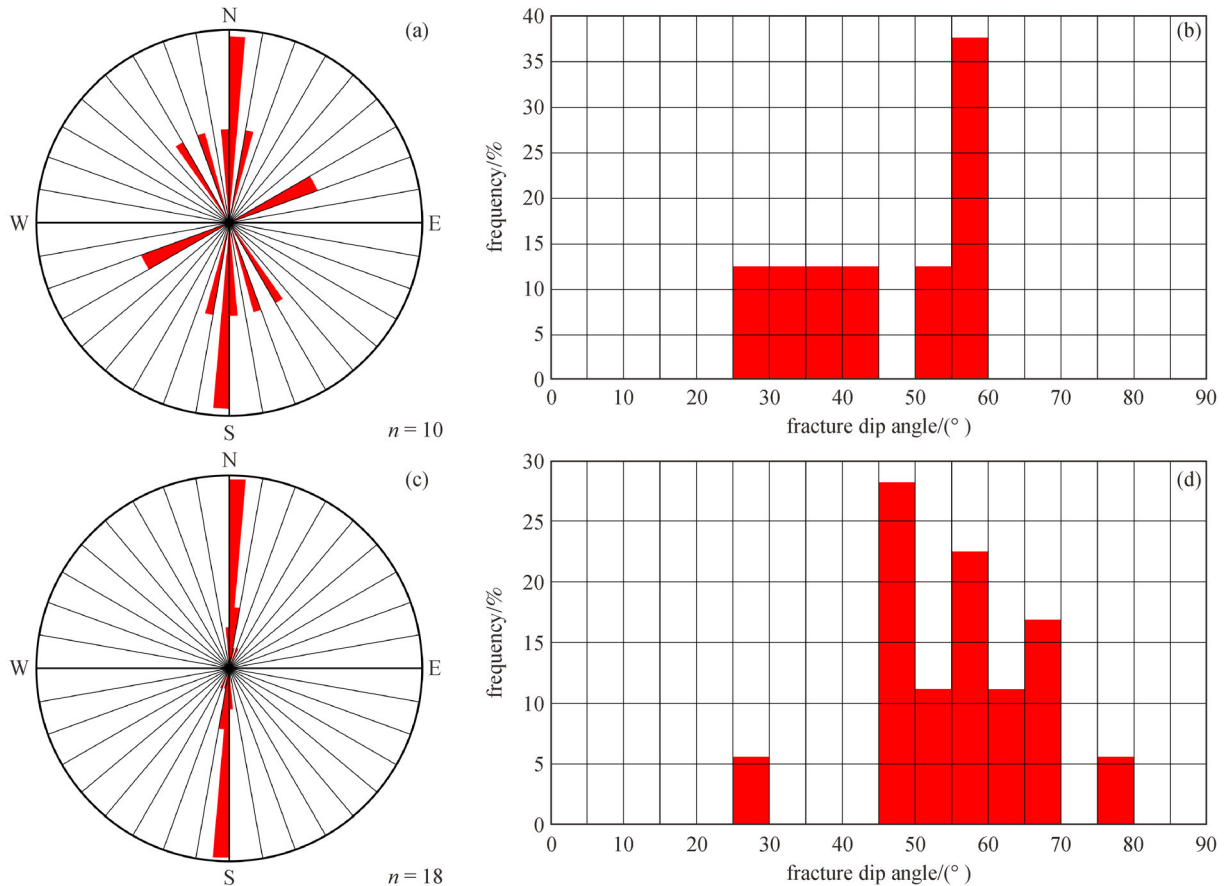 N
(a)
W
E
S
n = 10
(b)
frequency/%
40
35
30
25
20
15
10
5
0
0 10 20 30 40 50 60 70 80 90
fracture dip angle/(° )
N
(c)
W
E
S
n = 18
(d)
frequency/%
30
25
20
15
10
5
0
0 10 20 30 40 50 60 70 80 90
fracture dip angle/(° )